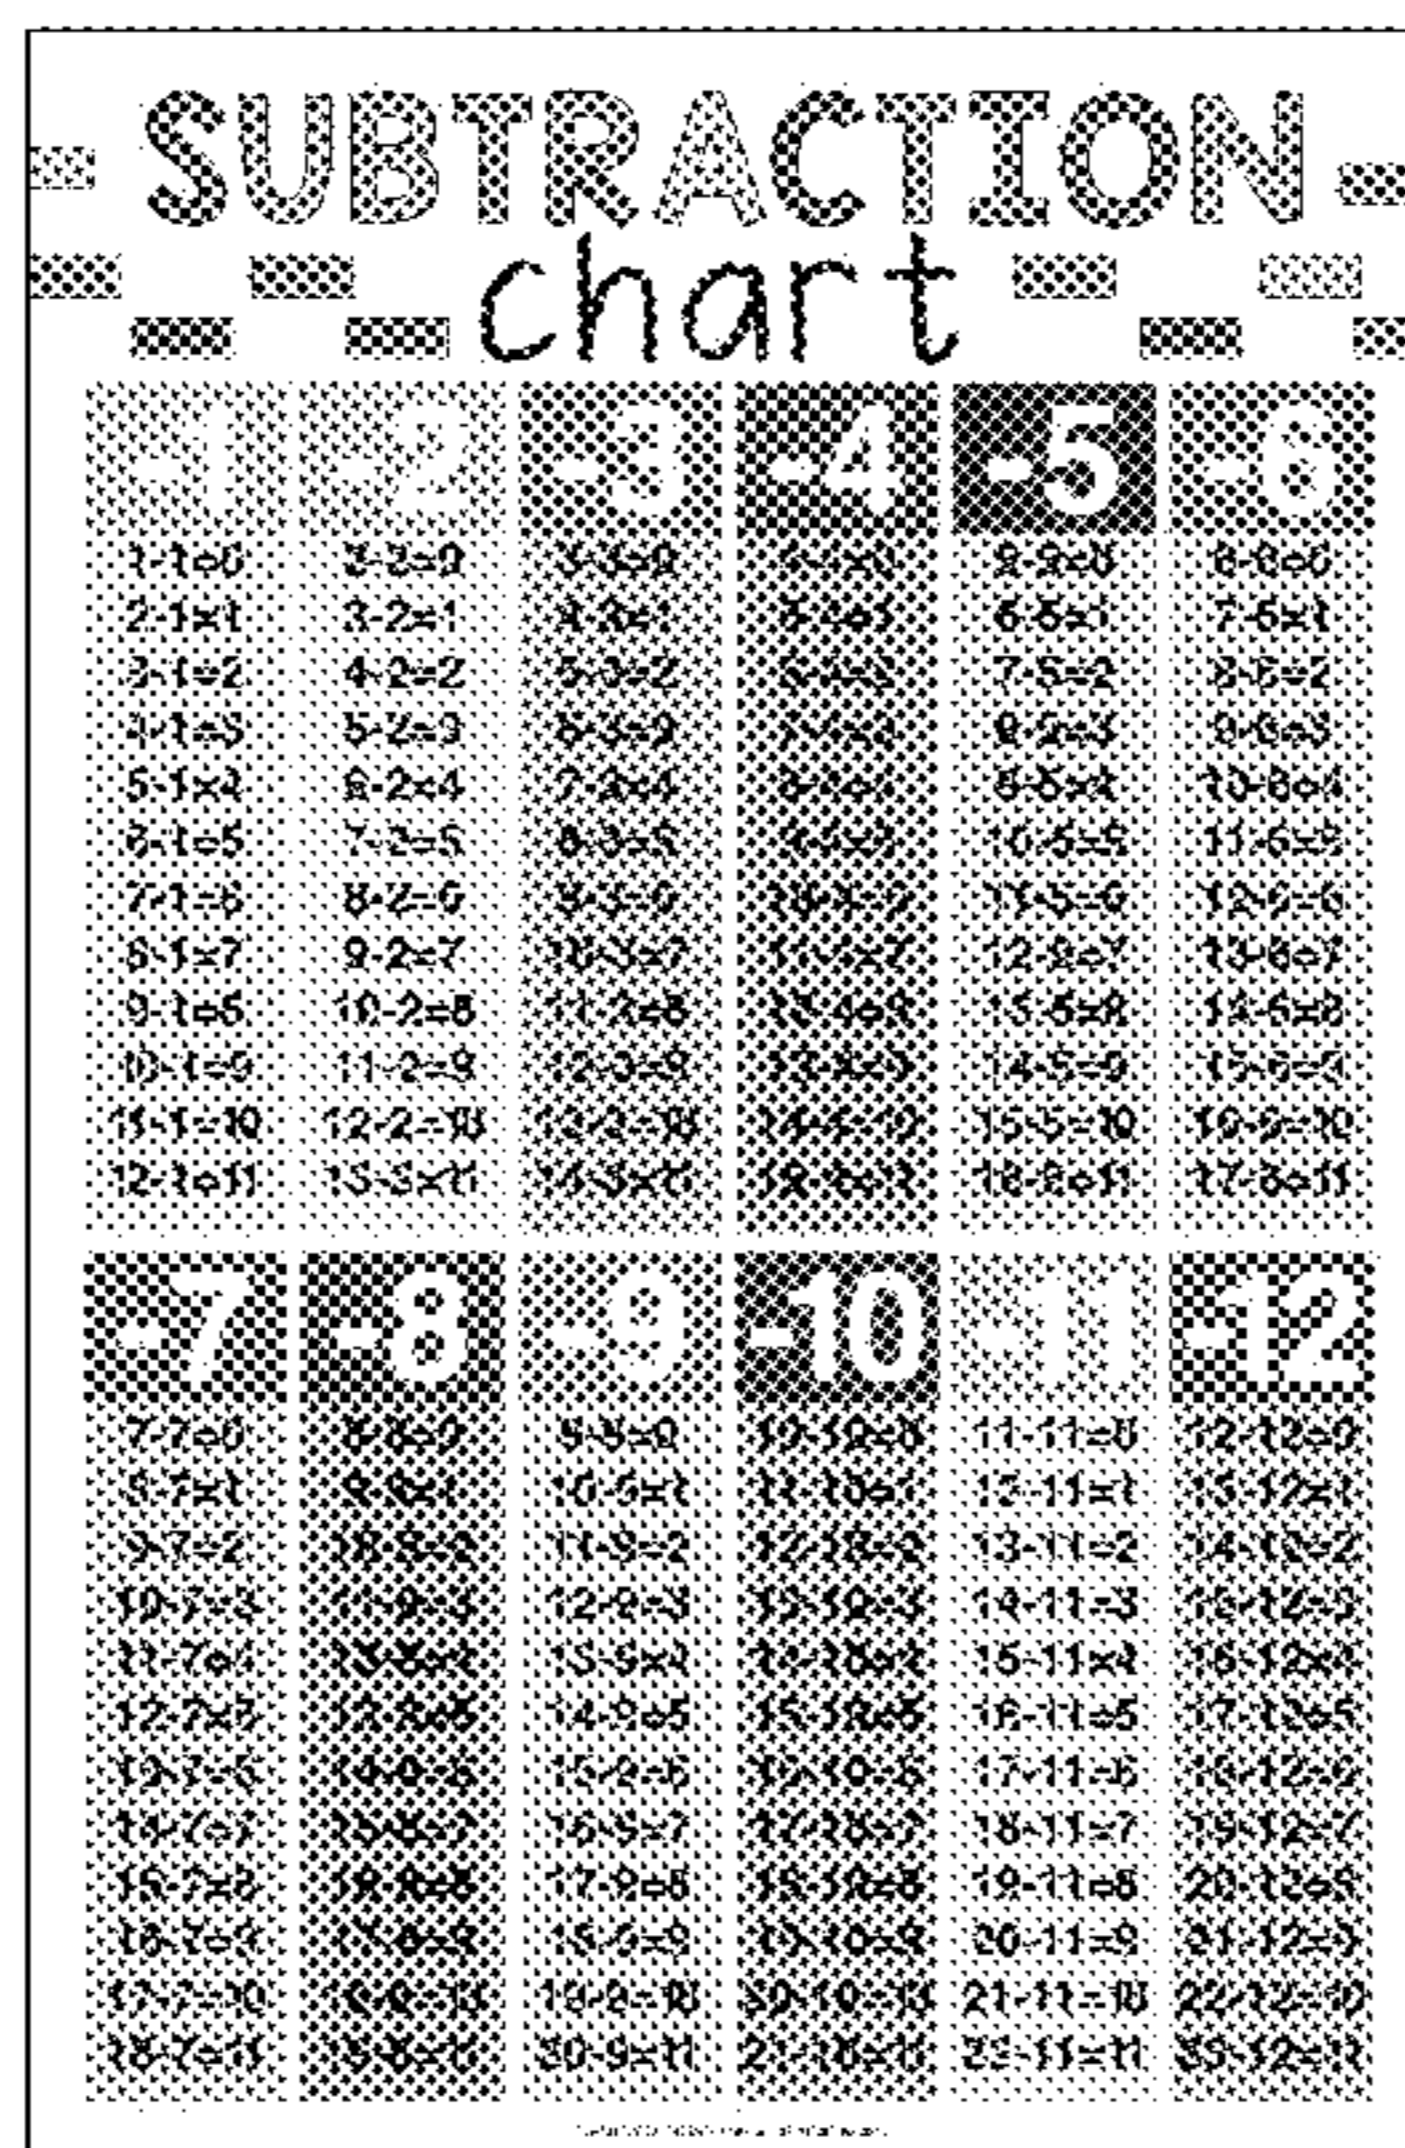 SUBTRACTION
chart
-1 -2 -3 -4 -5 -6
1-1=0 2-2=0 3-3=0 4-4=0 5-5=0 6-6=0
2-1=1 3-2=1 4-3=1 5-4=1 6-5=1 7-6=1
3-1=2 4-2=2 5-3=2 6-4=2 7-5=2 8-6=2
4-1=3 5-2=3 6-3=3 7-4=3 8-5=3 9-6=3
5-1=4 6-2=4 7-3=4 8-4=4 9-5=4 10-6=4
6-1=5 7-2=5 8-3=5 9-4=5 10-5=5 11-6=5
7-1=6 8-2=6 9-3=6 10-4=6 11-5=6 12-6=6
8-1=7 9-2=7 10-3=7 11-4=7 12-5=7 13-6=7
9-1=8 10-2=8 11-3=8 12-4=8 13-5=8 14-6=8
10-1=9 11-2=9 12-3=9 13-4=9 14-5=9 15-6=9
11-1=10 12-2=10 13-3=10 14-4=10 15-5=10 16-6=10
12-1=11 13-2=11 14-3=11 15-4=11 16-5=11 17-6=11
-7 -8 -9 -10 -11 -12
7-7=0 8-8=0 9-9=0 10-10=0 11-11=0 12-12=0
8-7=1 9-8=1 10-9=1 11-10=1 12-11=1 13-12=1
9-7=2 10-8=2 11-9=2 12-10=2 13-11=2 14-12=2
10-7=3 11-8=3 12-9=3 13-10=3 14-11=3 15-12=3
11-7=4 12-8=4 13-9=4 14-10=4 15-11=4 16-12=4
12-7=5 13-8=5 14-9=5 15-10=5 16-11=5 17-12=5
13-7=6 14-8=6 15-9=6 16-10=6 17-11=6 18-12=6
14-7=7 15-8=7 16-9=7 17-10=7 18-11=7 19-12=7
15-7=8 16-8=8 17-9=8 18-10=8 19-11=8 20-12=8
16-7=9 17-8=9 18-9=9 19-10=9 20-11=9 21-12=9
17-7=10 18-8=10 19-9=10 20-10=10 21-11=10 22-12=10
18-7=11 19-8=11 20-9=11 21-10=11 22-11=11 23-12=11